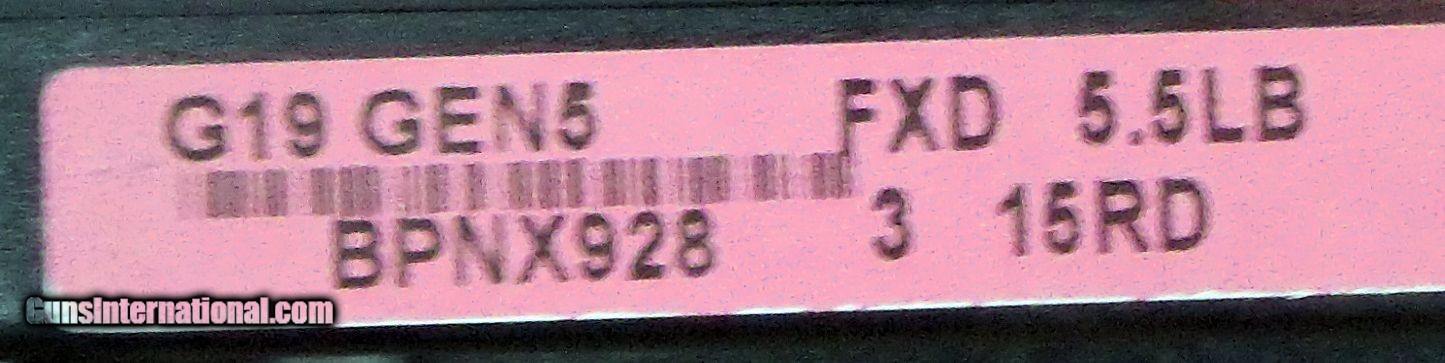 G19 GEN5 FXD 5.5LB
BPNX928 3 15RD
GunsInternational.com